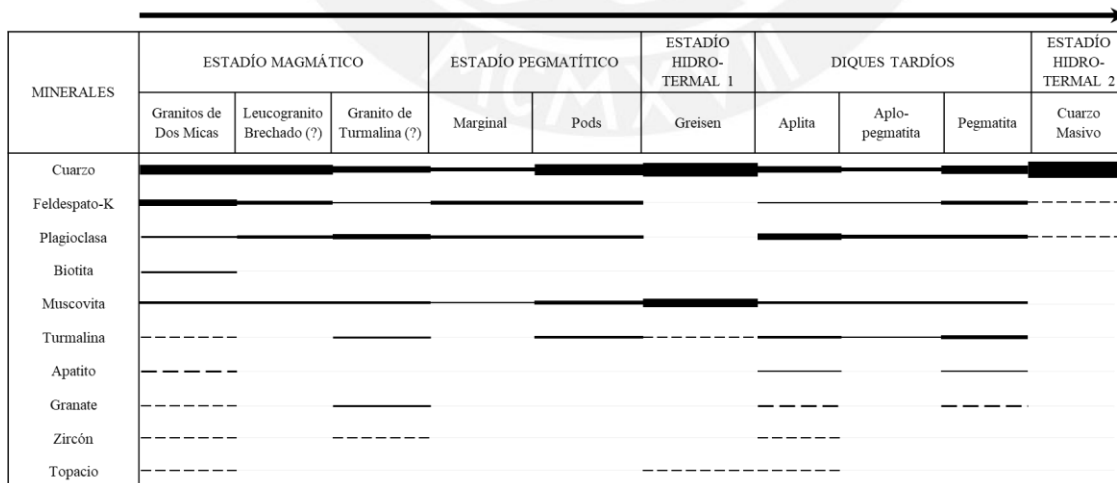 MCMXVII
MINERALES
ESTADÍO MAGMÁTICO
ESTADÍO PEGMATÍTICO
ESTADÍO
HIDRO-
TERMAL 1
DIQUES TARDÍOS
ESTADÍO
HIDRO-
TERMAL 2
Granitos de
Dos Micas
Leucogranito
Brechado (?)
Granito de
Turmalina (?)
Marginal
Pods
Greisen
Aplita
Aplo-
pegmatita
Pegmatita
Cuarzo
Masivo
Cuarzo
Feldespato-K
Plagioclasa
Biotita
Muscovita
Turmalina
Apatito
Granate
Zircón
Topacio